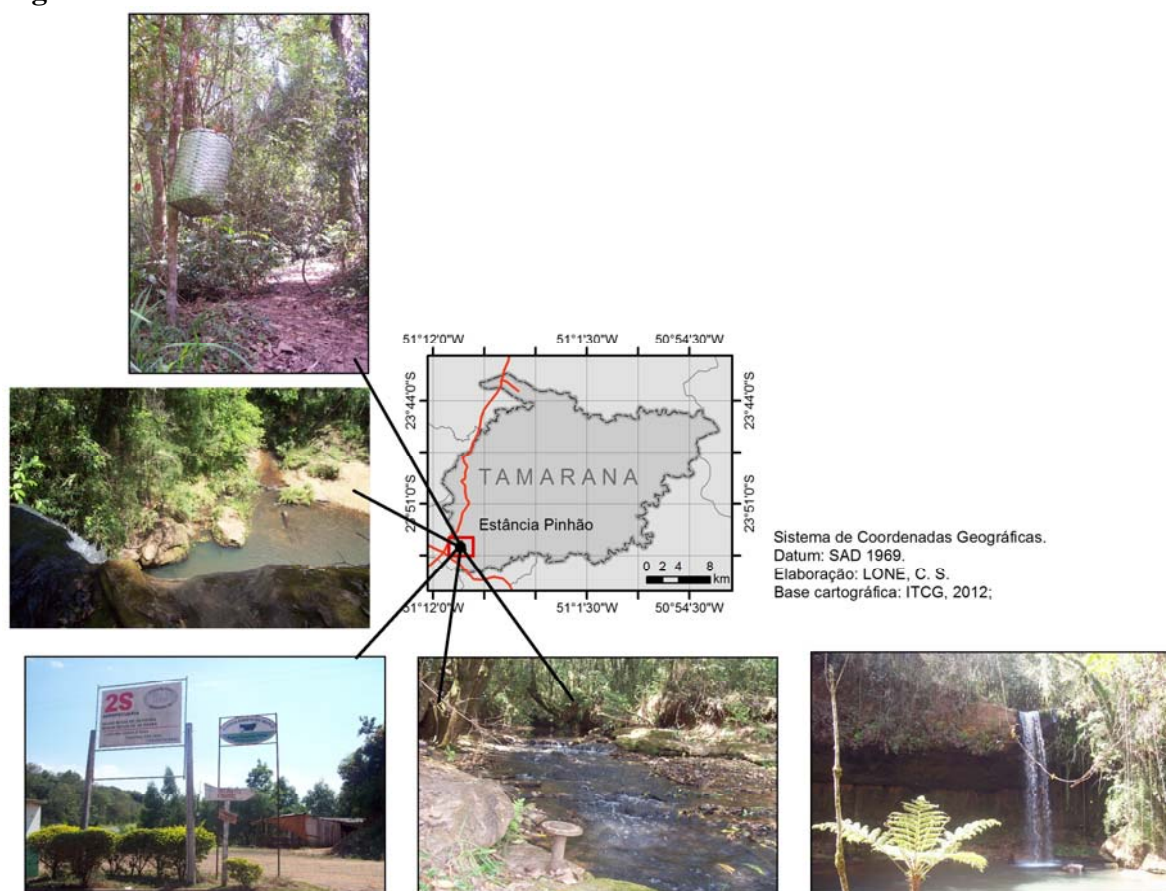 51°12'0"W 51°1'30"W 50°54'30"W
23°44'0"S 23°44'0"S
TAMARANA
23°51'0"S 23°51'0"S
Estância Pinhão
0 2 4 8
km
51°12'0"W 51°1'30"W 50°54'30"W
Sistema de Coordenadas Geográficas.
Datum: SAD 1969.
Elaboração: LONE, C. S.
Base cartográfica: ITCG, 2012;
2S